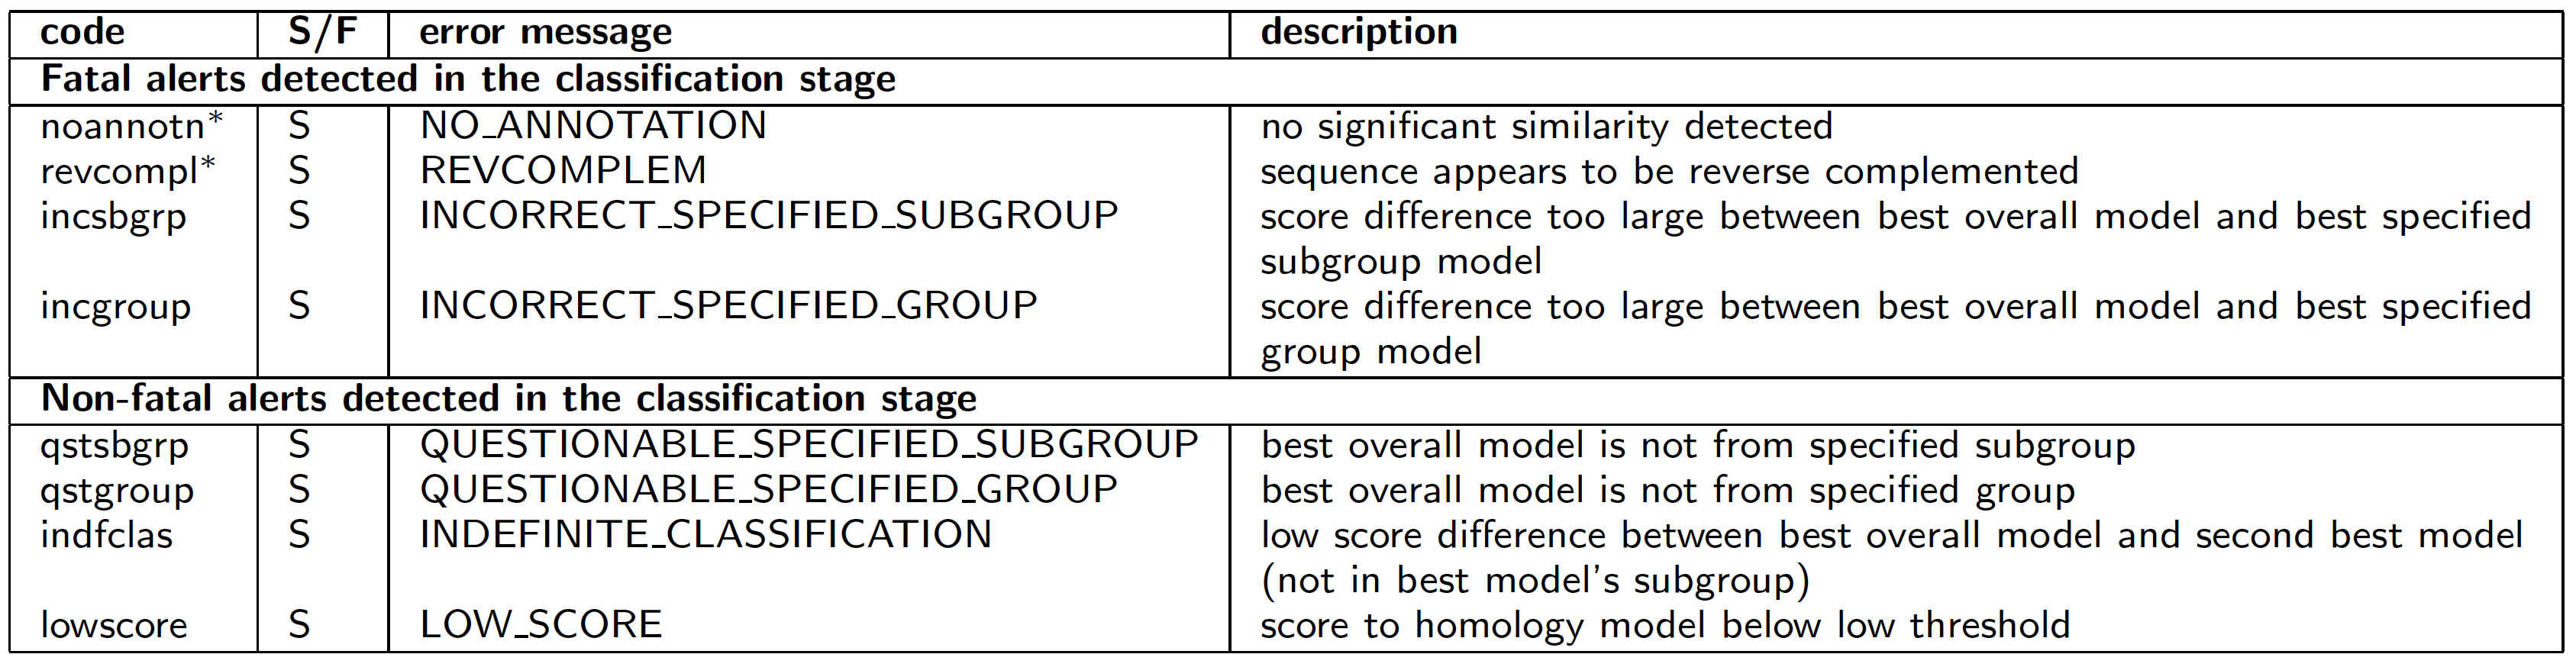 code S/F error message description
Fatal alerts detected in the classification stage
noannotn* S NO_ANNOTATION no significant similarity detected
revcompl* S REVCOMPLEM sequence appears to be reverse complemented
incsbgrp S INCORRECT_SPECIFIED_SUBGROUP score difference too large between best overall model and best specified
subgroup model
incgroup S INCORRECT_SPECIFIED_GROUP score difference too large between best overall model and best specified
group model
Non-fatal alerts detected in the classification stage
qstsbgrp S QUESTIONABLE_SPECIFIED_SUBGROUP best overall model is not from specified subgroup
qstgroup S QUESTIONABLE_SPECIFIED_GROUP best overall model is not from specified group
indfclas S INDEFINITE_CLASSIFICATION low score difference between best overall model and second best model
(not in best model's subgroup)
lowscore S LOW_SCORE score to homology model below low threshold